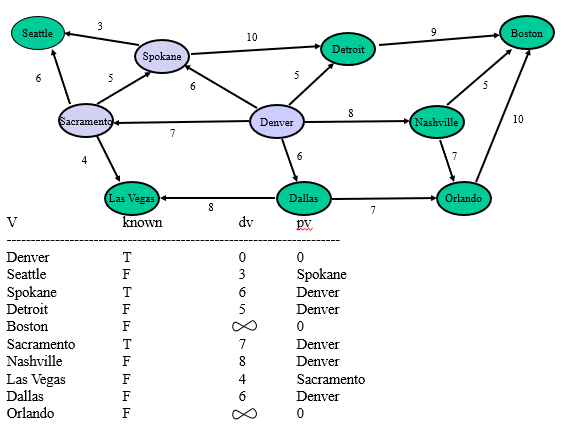 Seattle
3
Spokane
10
Detroit
9
Boston
6
5
6
5
5
10
Sacramento
7
Denver
8
Nashville
4
6
7
Las Vegas
8
Dallas
7
Orlando
V known dv pv
Denver T 0 0
Seattle F 3 Spokane
Spokane T 6 Denver
Detroit F 5 Denver
Boston F ∞ 0
Sacramento T 7 Denver
Nashville F 8 Denver
Las Vegas F 4 Sacramento
Dallas F 6 Denver
Orlando F ∞ 0